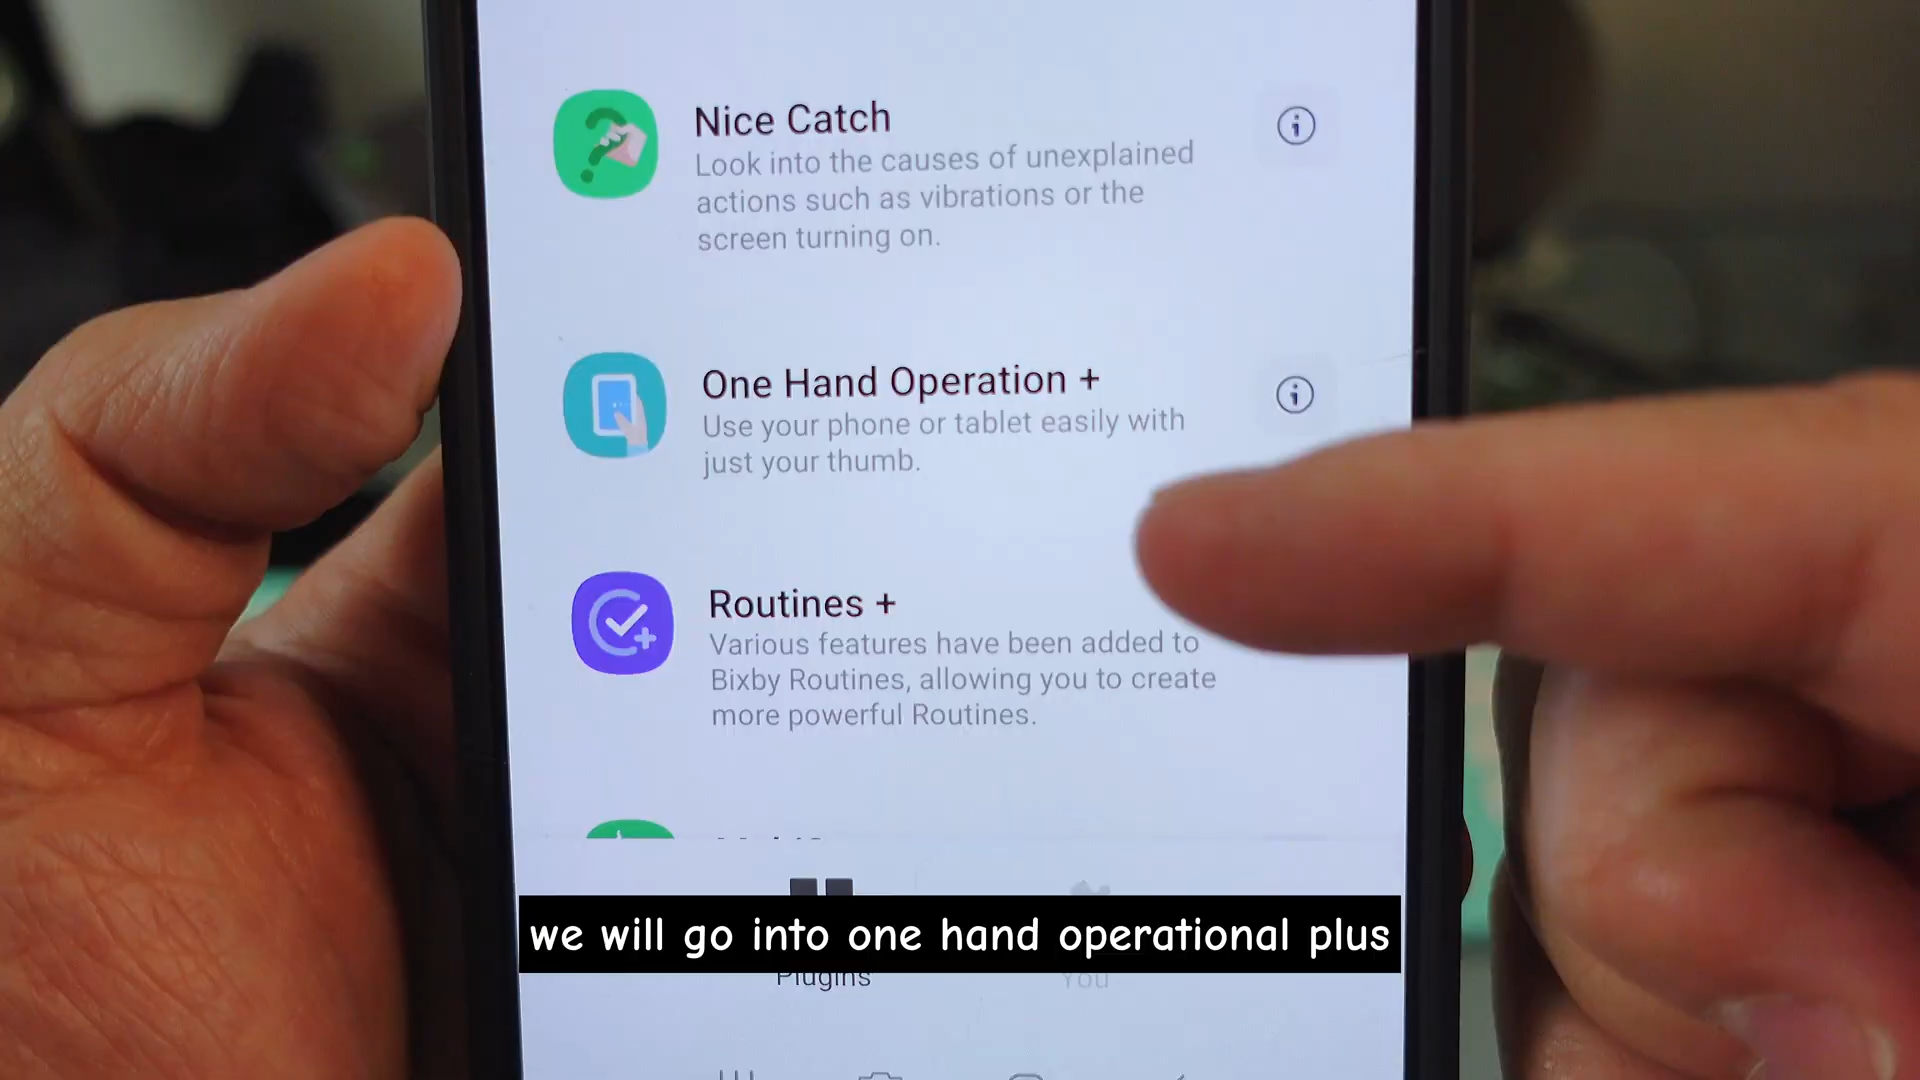 Nice Catch
Look into the causes of unexplained
actions such as vibrations or the
screen turning on.
One Hand Operation +
Use your phone or tablet easily with
just your thumb.
Routines +
Various features have been added to
Bixby Routines, allowing you to create
more powerful Routines.
we will go into one hand operational plus
Plugins
You